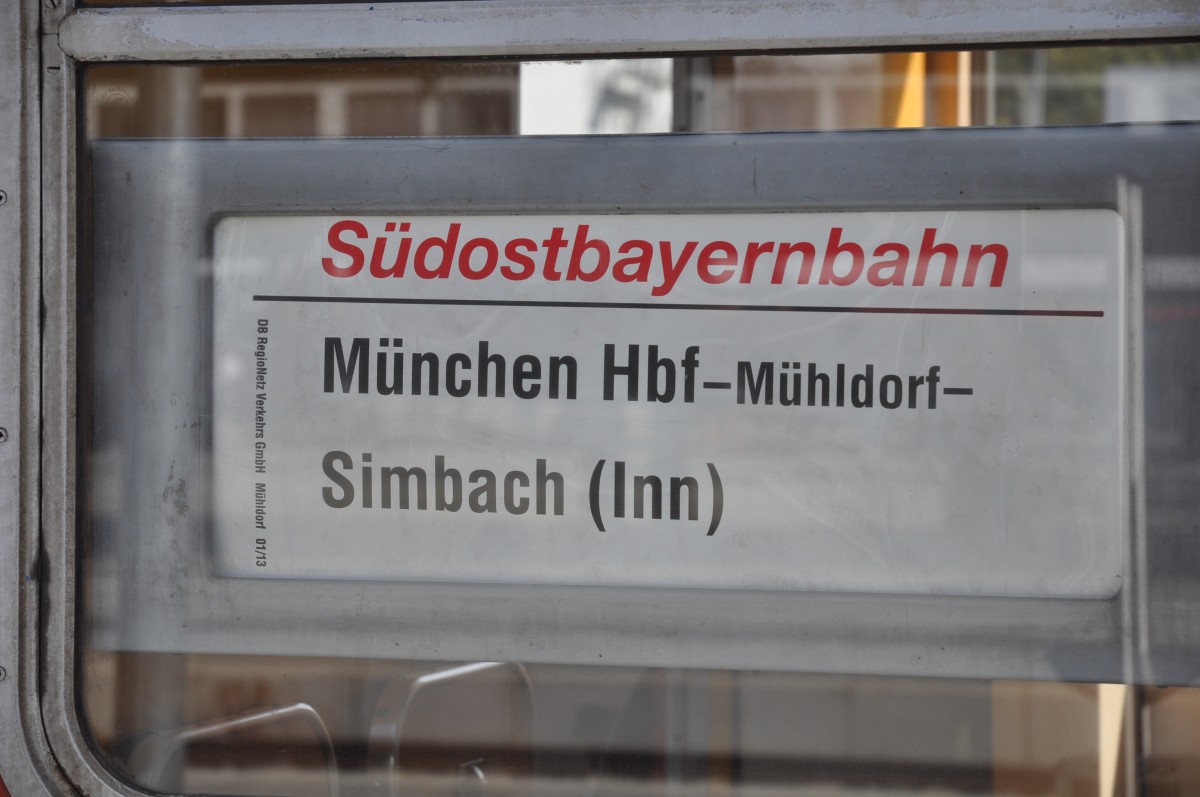 Südostbayernbahn
München Hbf–Mühldorf–
Simbach (Inn)
DB RegioNetz Verkehrs GmbH Mühldorf 01/13